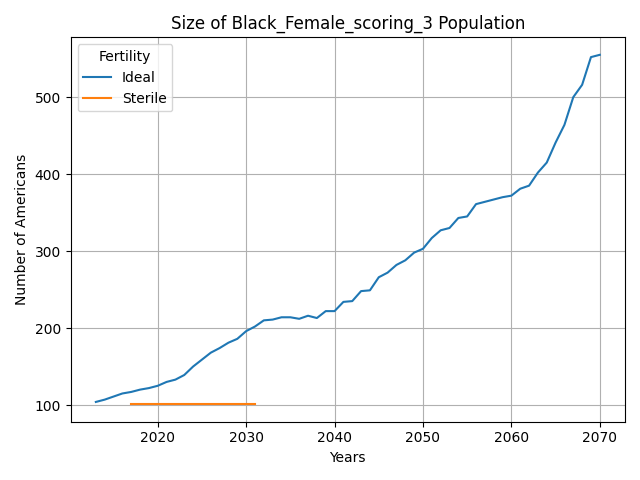 Size of Black_Female_scoring_3 Population
Fertility
Ideal
Sterile
Number of Americans
500
400
300
200
100
2020 2030 2040 2050 2060 2070
Years